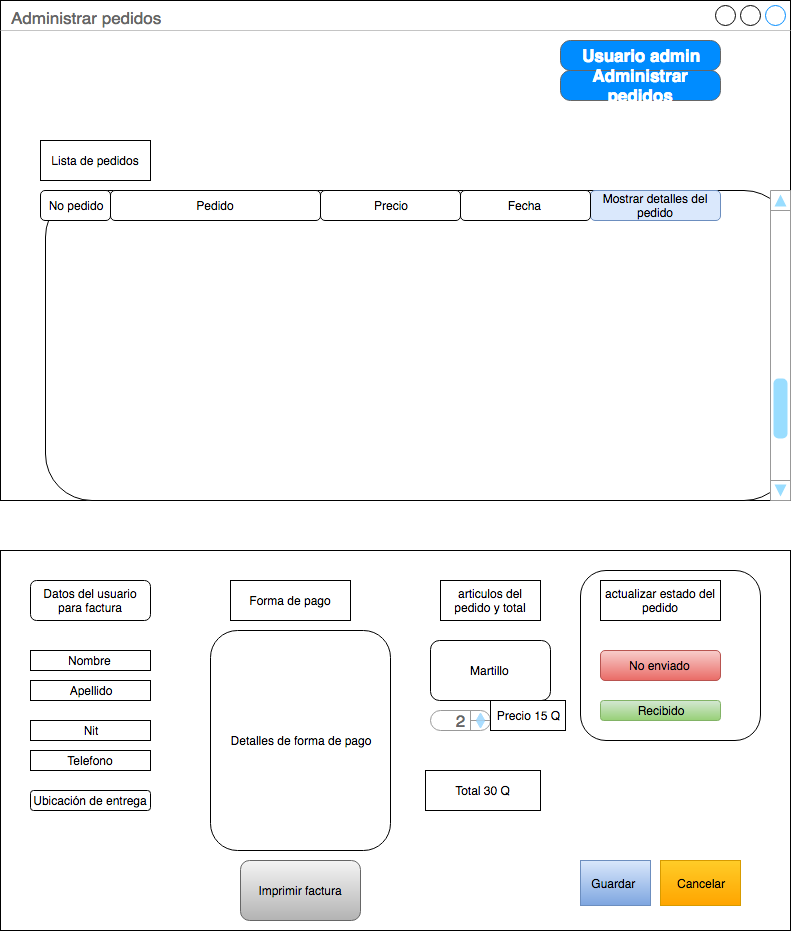 Administrar pedidos
Usuario admin
Administrar
pedidos
Lista de pedidos
No pedido
Pedido
Precio
Fecha
Mostrar detalles del
pedido
Datos del usuario
para factura
Forma de pago
articulos del
pedido y total
actualizar estado del
pedido
Nombre
Apellido
Nit
Telefono
Ubicación de entrega
Detalles de forma de pago
Martillo
2
Precio 15 Q
Total 30 Q
No enviado
Recibido
Imprimir factura
Guardar
Cancelar